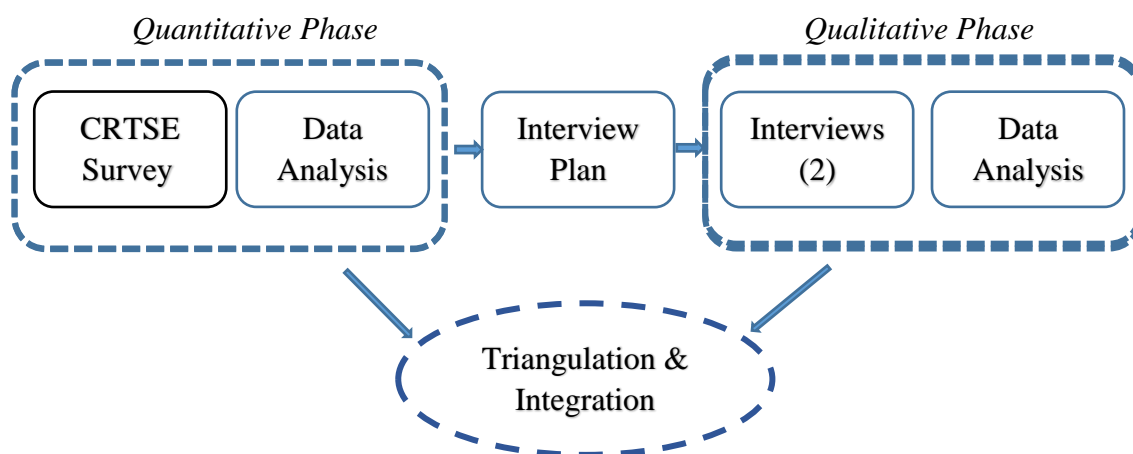 Quantitative Phase
Qualitative Phase
CRTSE
Survey
Data
Analysis
Interview
Plan
Interviews
(2)
Data
Analysis
Triangulation &
Integration